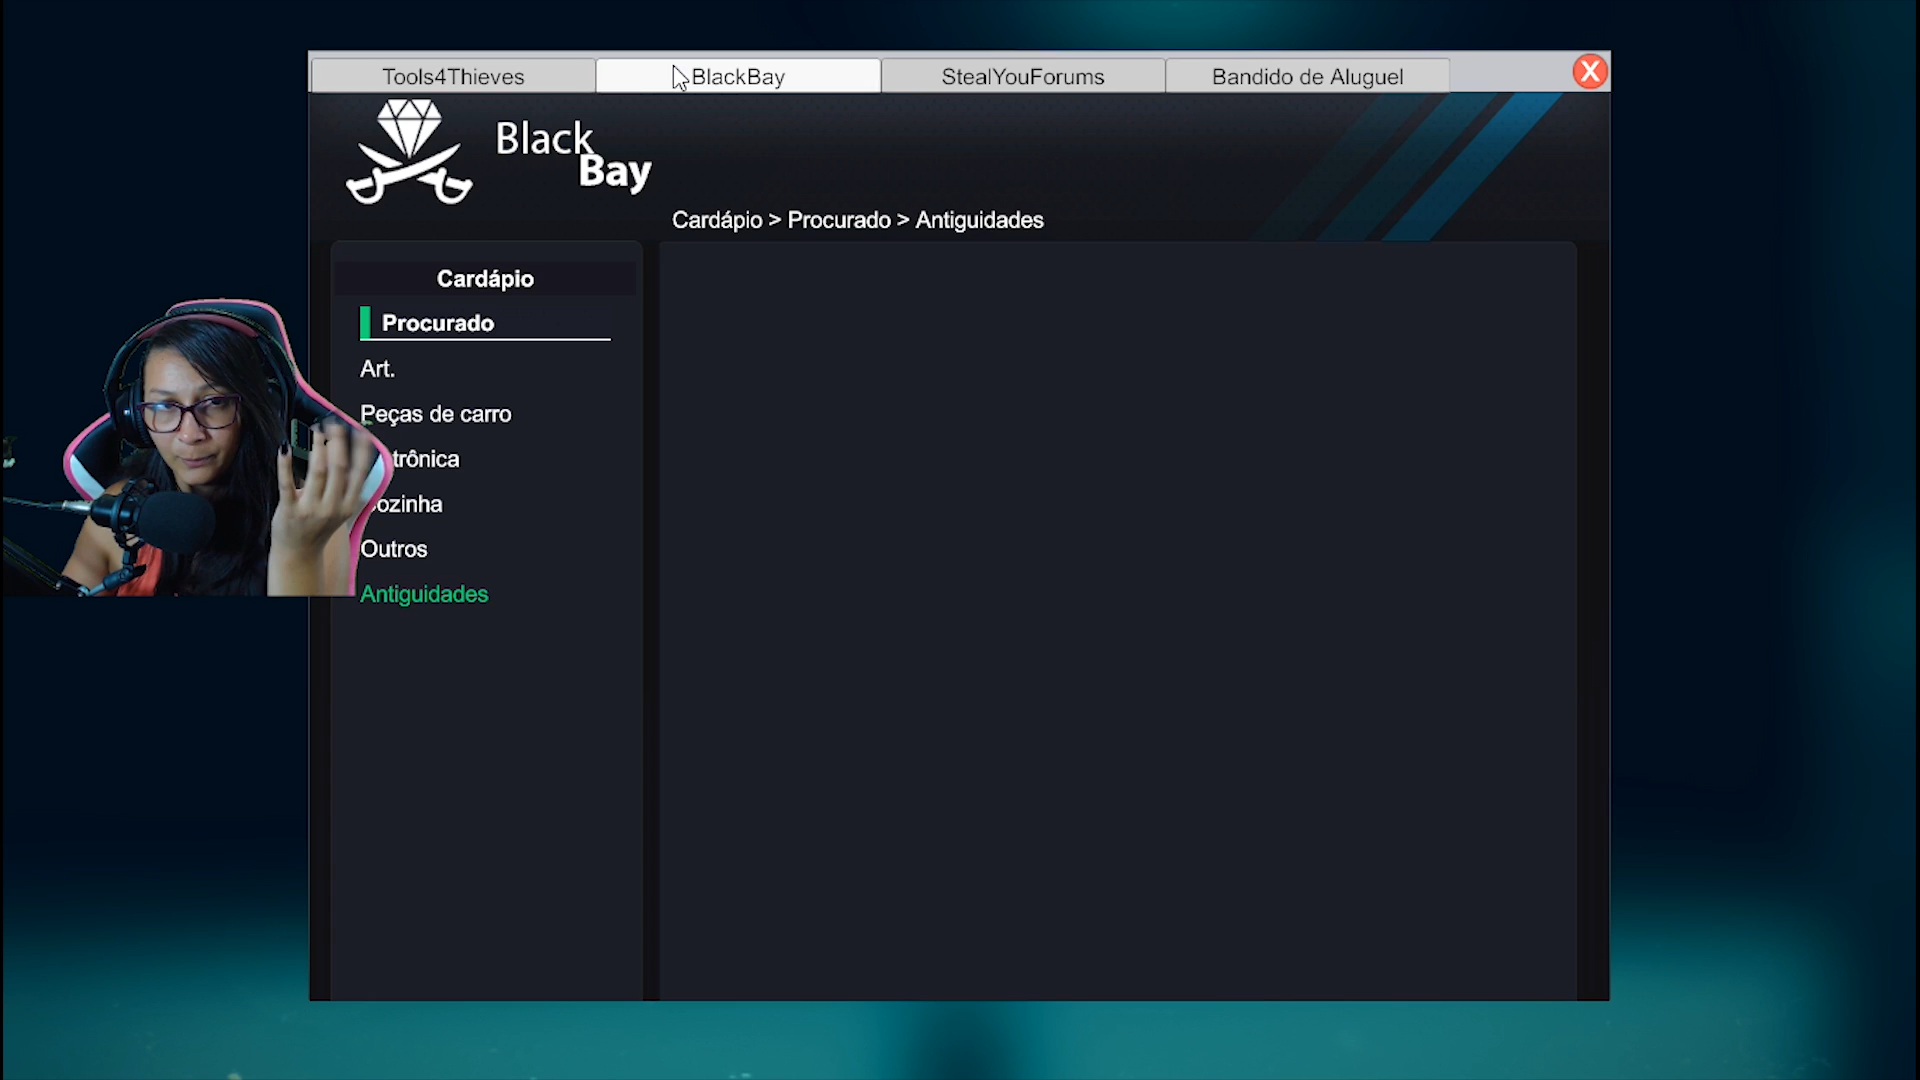 Tools4Thieves
BlackBay
StealYouForums
Bandido de Aluguel
X
Black
Bay
Cardápio > Procurado > Antiguidades
Cardápio
Procurado
Art.
Peças de carro
trônica
ozinha
Outros
Antiguidades